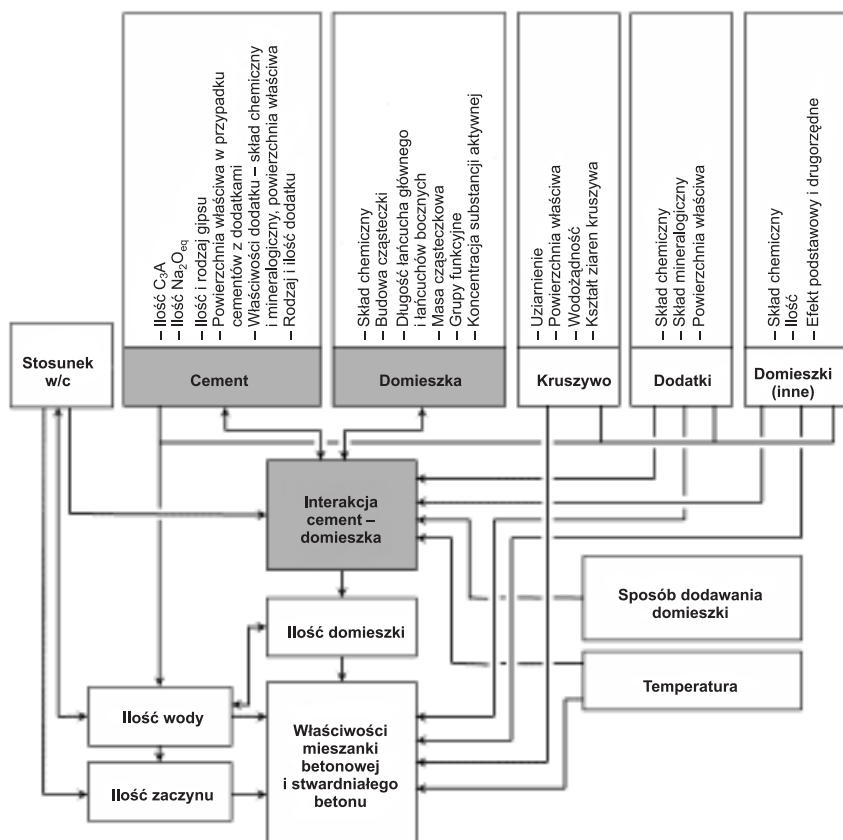 – Ilość C₃A
– Ilość Na₂Oeq
– Ilość i rodzaj gipsu
– Powierzchnia właściwa w przypadku
cementów z dodatkami
– Właściwości dodatku – skład chemiczny
i mineralogiczny, powierzchnia właściwa
– Rodzaj i ilość dodatku
– Skład chemiczny
– Budowa cząsteczki
– Długość łańcucha głównego
i łańcuchów bocznych
– Masa cząsteczkowa
– Grupy funkcyjne
– Koncentracja substancji aktywnej
– Uziarnienie
– Powierzchnia właściwa
– Wodożądność
– Kształt ziaren kruszywa
– Skład chemiczny
– Skład mineralogiczny
– Powierzchnia właściwa
– Skład chemiczny
– Ilość
– Efekt podstawowy i drugorzędne
Stosunek
w/c
Cement
Domieszka
Kruszywo
Dodatki
Domieszki
(inne)
Interakcja
cement –
domieszka
Sposób dodawania
domieszki
Ilość domieszki
Temperatura
Ilość wody
Właściwości
mieszanki
betonowej
i stwardniałego
betonu
Ilość zaczynu